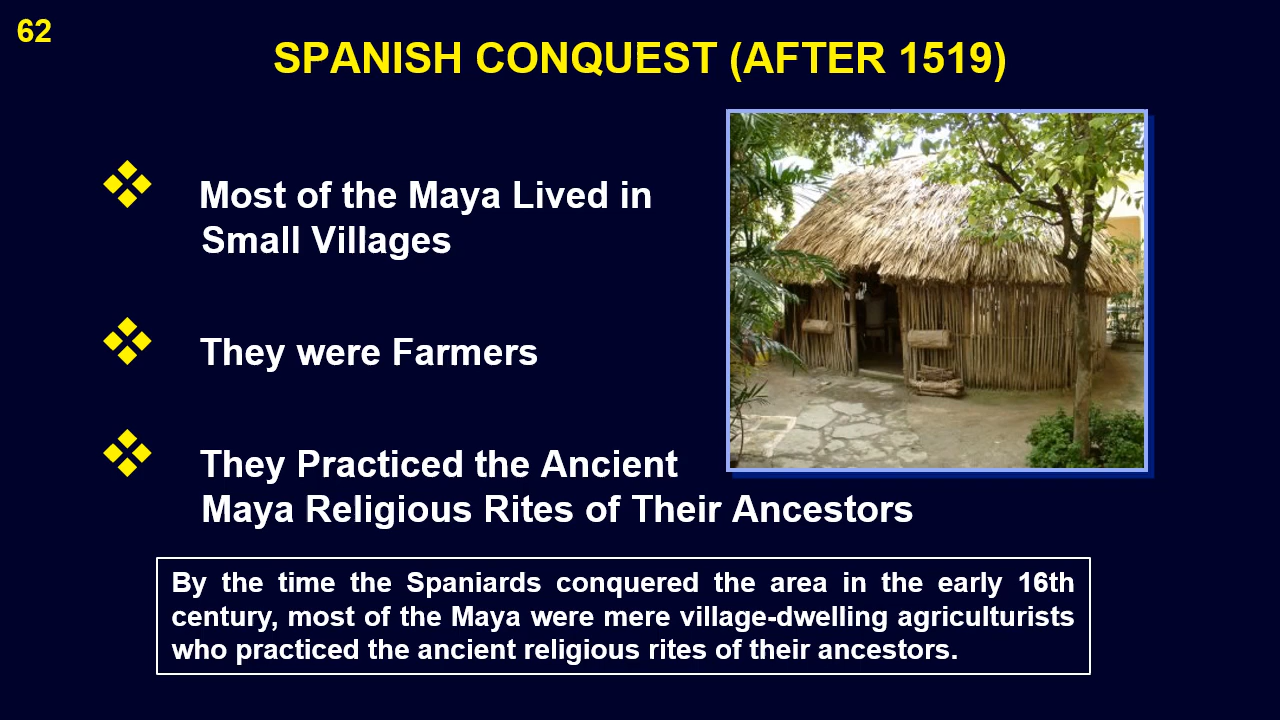 62
SPANISH CONQUEST (AFTER 1519)
Most of the Maya Lived in
Small Villages
They were Farmers
They Practiced the Ancient
Maya Religious Rites of Their Ancestors
By the time the Spaniards conquered the area in the early 16th
century, most of the Maya were mere village-dwelling agriculturists
who practiced the ancient religious rites of their ancestors.